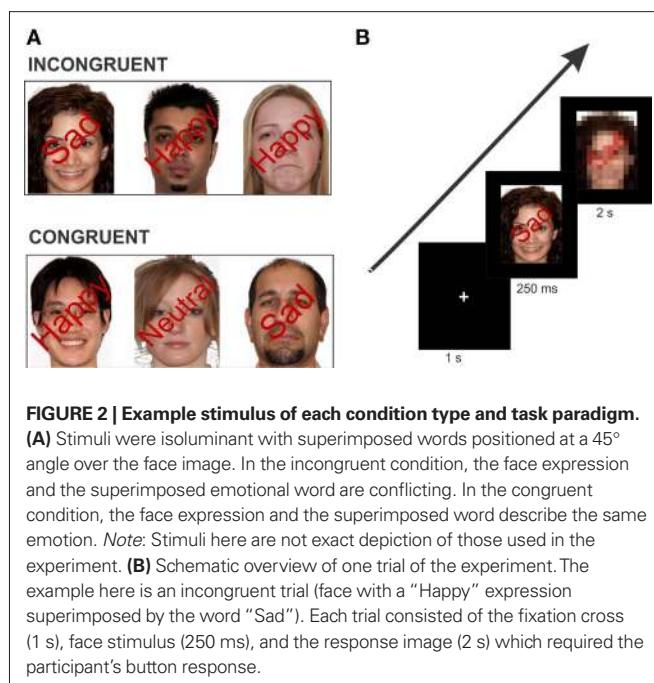 A
INCONGRUENT
Sad
Happy
Happy
CONGRUENT
Happy
Neutral
Sad
B
Sad
2 s
250 ms
1 s
FIGURE 2 | Example stimulus of each condition type and task paradigm.
(A) Stimuli were isoluminant with superimposed words positioned at a 45°
angle over the face image. In the incongruent condition, the face expression
and the superimposed emotional word are conflicting. In the congruent
condition, the face expression and the superimposed word describe the same
emotion. Note: Stimuli here are not exact depiction of those used in the
experiment. (B) Schematic overview of one trial of the experiment. The
example here is an incongruent trial (face with a “Happy” expression
superimposed by the word “Sad”). Each trial consisted of the fixation cross
(1 s), face stimulus (250 ms), and the response image (2 s) which required the
participant’s button response.